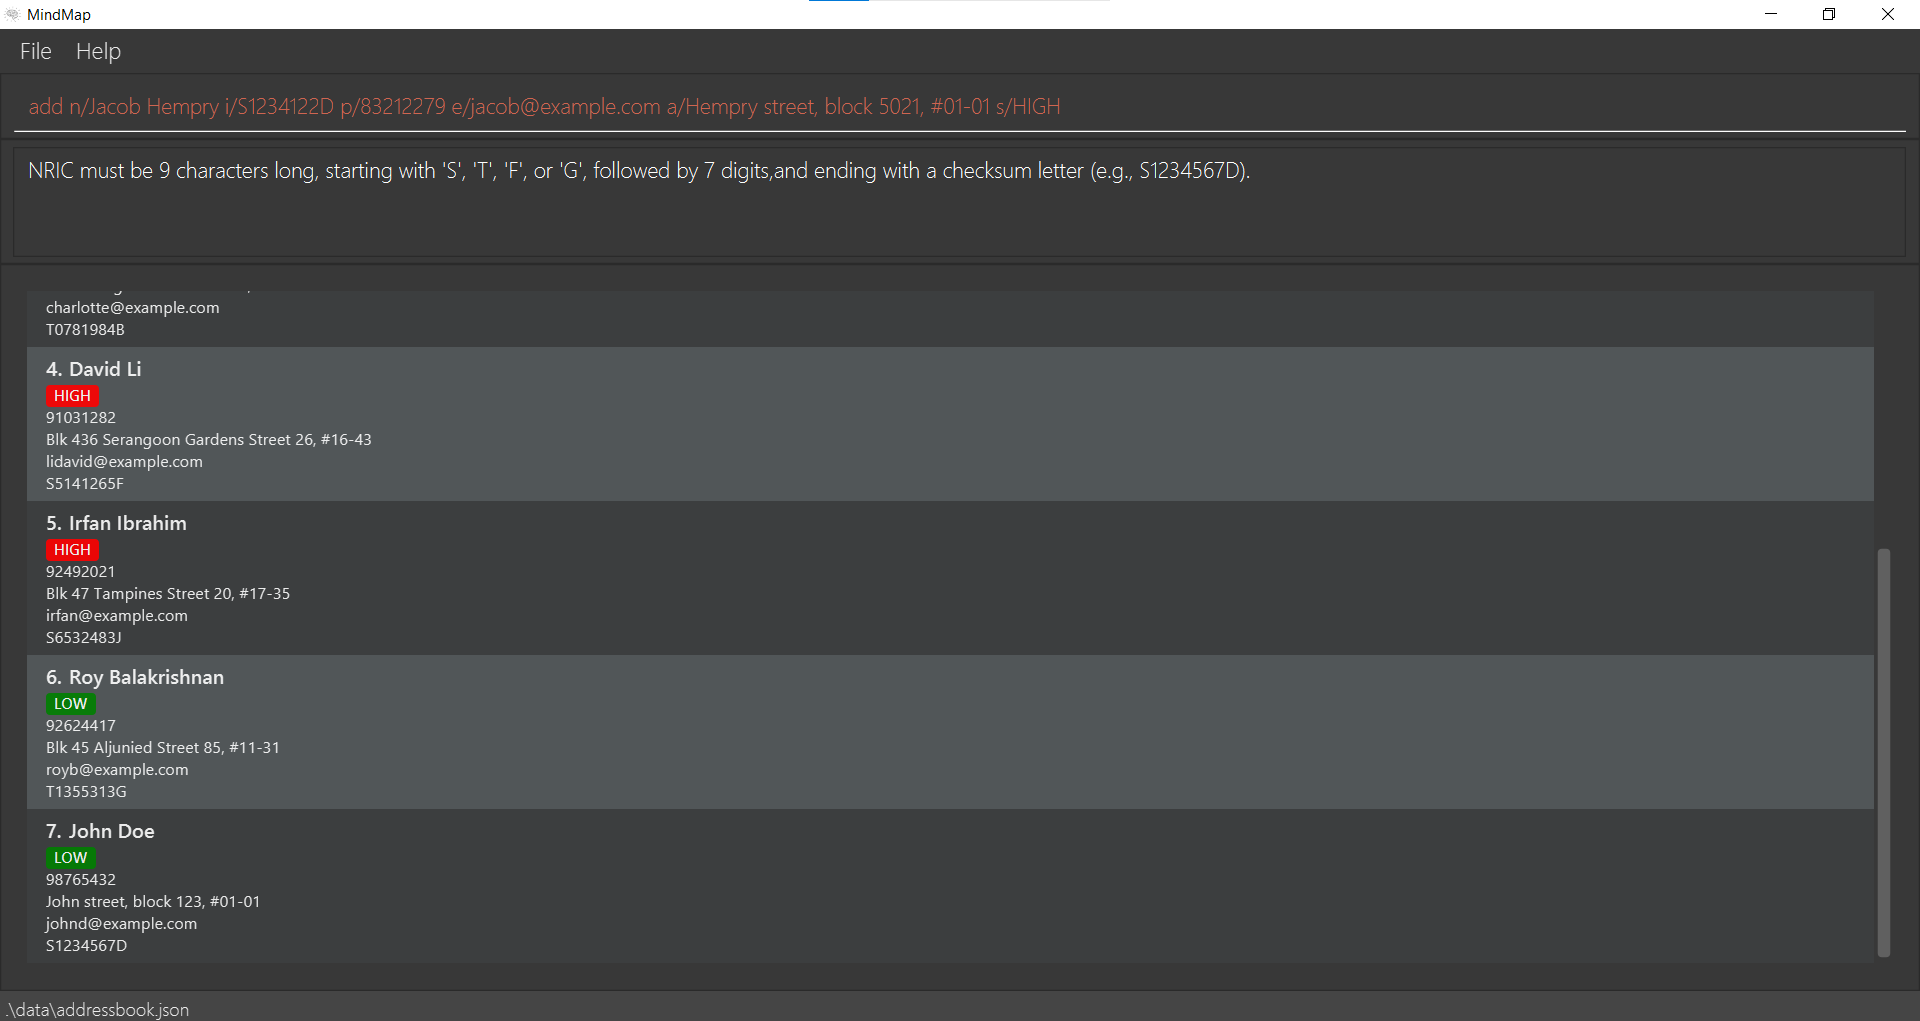 MindMap
File Help
add n/Jacob Hempry i/S1234122D p/83212279 e/jacob@example.com a/Hempry street, block 5021, #01-01 s/HIGH
NRIC must be 9 characters long, starting with 'S', 'T', 'F', or 'G', followed by 7 digits,and ending with a checksum letter (e.g., S1234567D).
charlotte@example.com
T0781984B
4. David Li
HIGH
91031282
Blk 436 Serangoon Gardens Street 26, #16-43
lidavid@example.com
S5141265F
5. Irfan Ibrahim
HIGH
92492021
Blk 47 Tampines Street 20, #17-35
irfan@example.com
S6532483J
6. Roy Balakrishnan
LOW
92624417
Blk 45 Aljunied Street 85, #11-31
royb@example.com
T1355313G
7. John Doe
LOW
98765432
John street, block 123, #01-01
johnd@example.com
S1234567D
.\data\addressbook.json